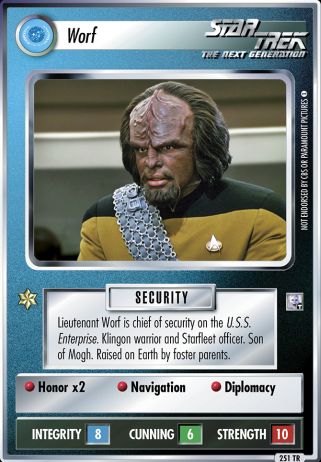 Worf
STAR TREK
THE NEXT GENERATION
NOT ENDORSED BY CBS OR PARAMOUNT PICTURES
SECURITY
Lieutenant Worf is chief of security on the U.S.S.
Enterprise. Klingon warrior and Starfleet officer. Son
of Mogh. Raised on Earth by foster parents.
Honor x2 Navigation Diplomacy
INTEGRITY 8 CUNNING 6 STRENGTH 10
251 TR